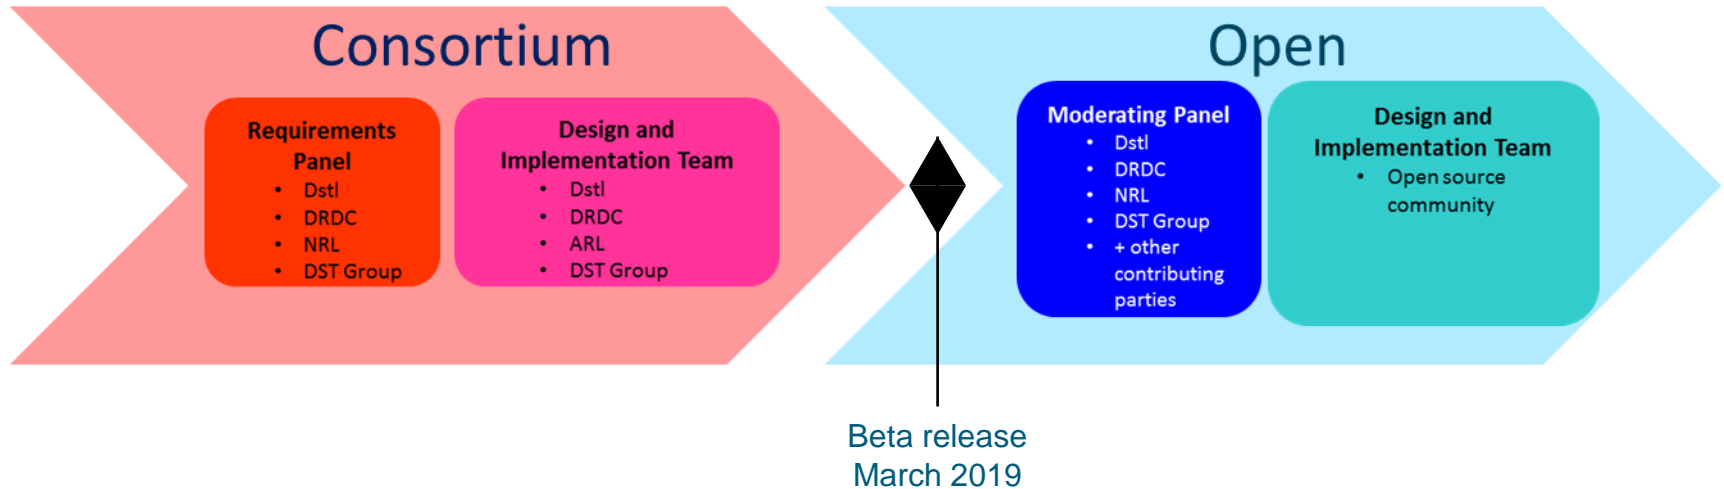 Consortium
Requirements
Panel
• Dstl
• DRDC
• NRL
• DST Group
Design and
Implementation Team
• Dstl
• DRDC
• ARL
• DST Group
Open
Moderating Panel
• Dstl
• DRDC
• NRL
• DST Group
• + other
contributing
parties
Design and
Implementation Team
• Open source
community
Beta release
March 2019